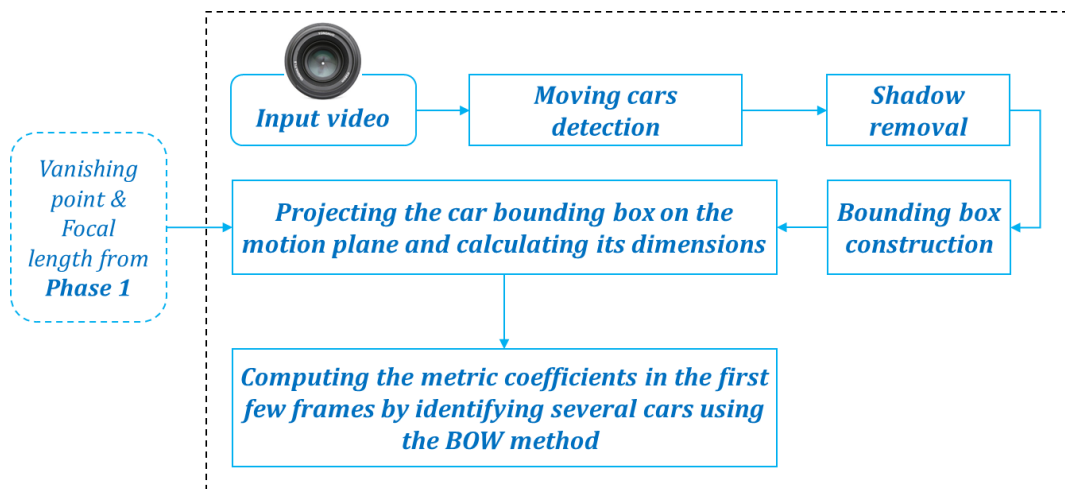 Input video
Moving cars
detection
Shadow
removal
Vanishing
point &
Focal
length from
Phase 1
Projecting the car bounding box on the
motion plane and calculating its dimensions
Bounding box
construction
Computing the metric coefficients in the first
few frames by identifying several cars using
the BOW method